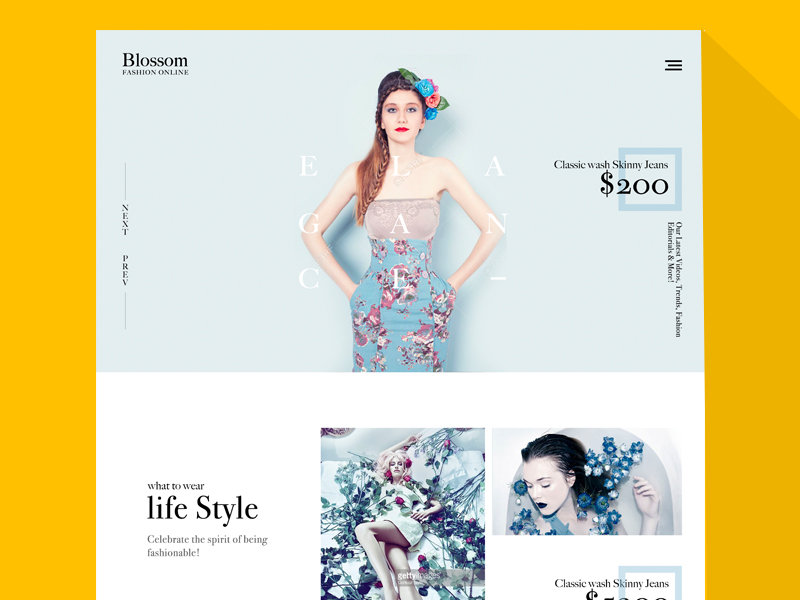 Blossom
FASHION ONLINE
E L A
G A N
C E –
Classic wash Skinny Jeans
$200
NEXT
PREV
Our Latest Videos, Trends, Fashion
Editorials & More!
what to wear
life Style
Celebrate the spirit of being
fashionable!
gettyimages
Classic wash Skinny Jeans